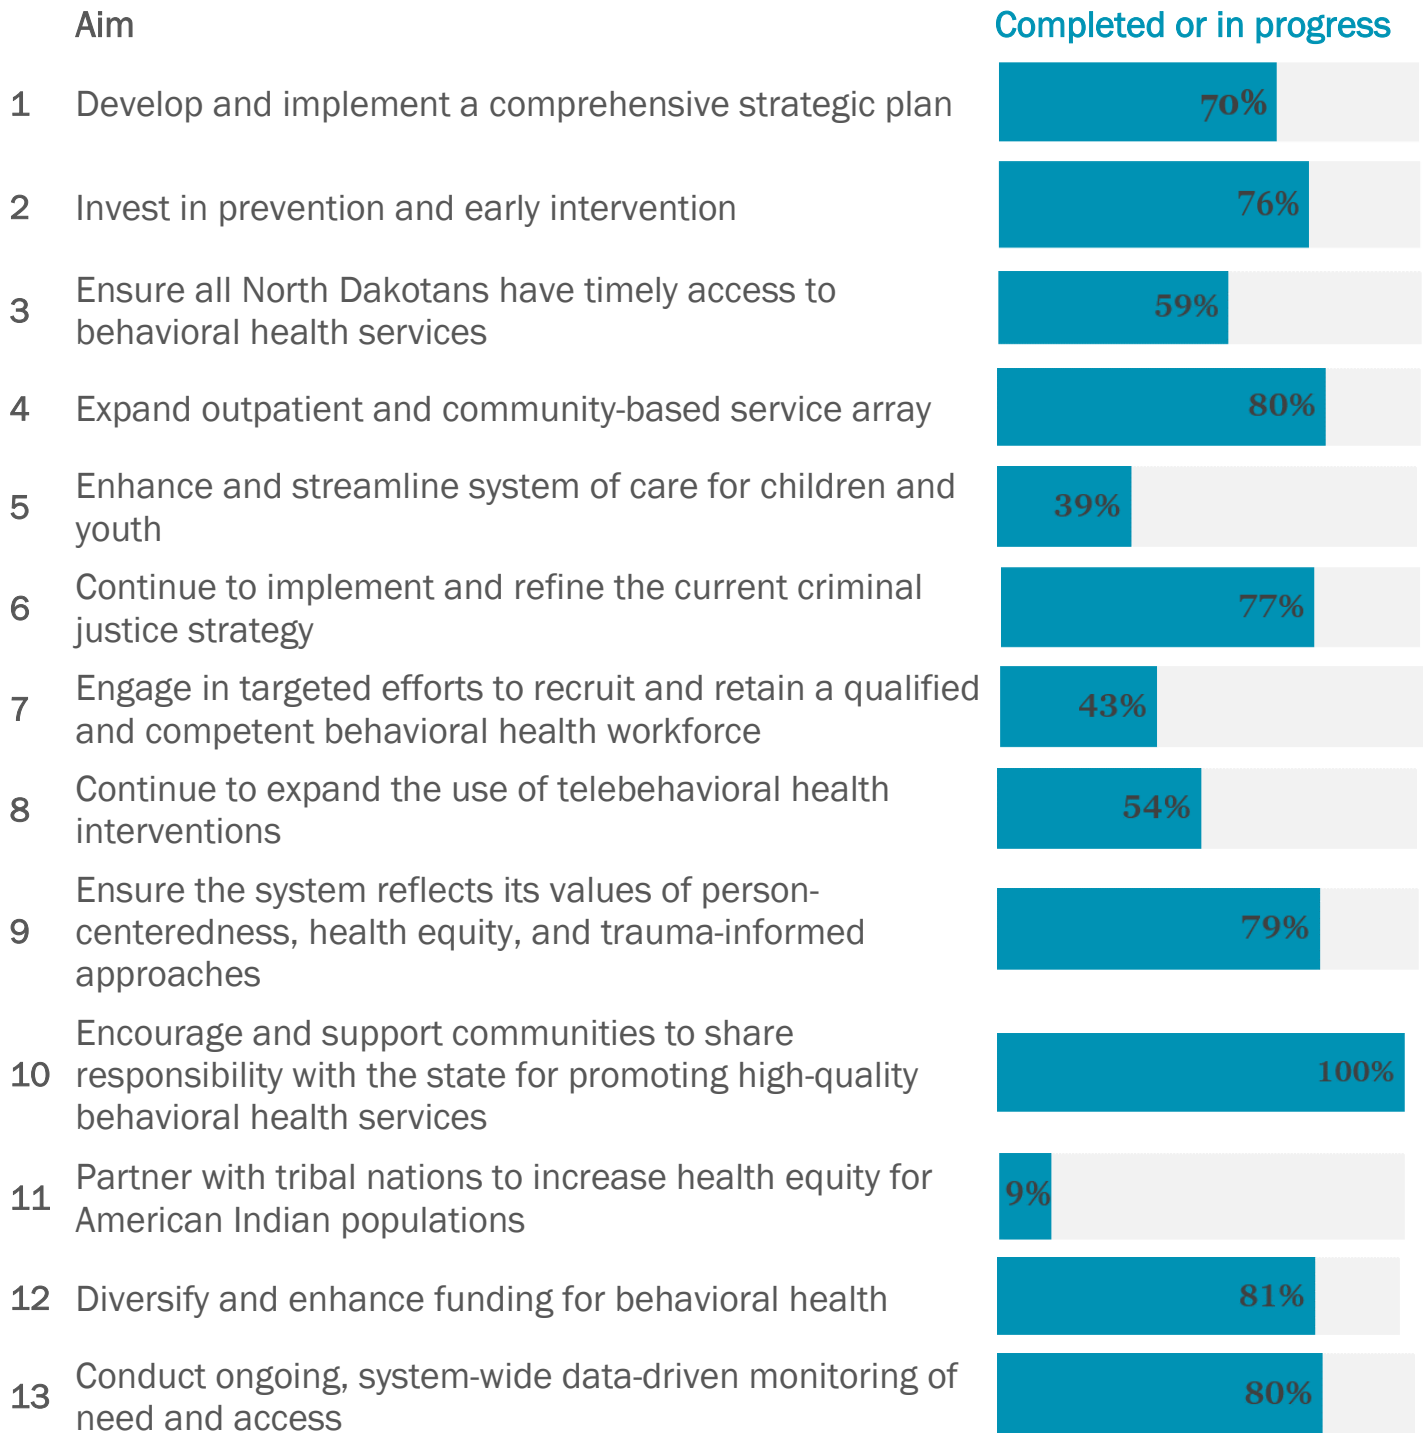 Aim Completed or in progress
1 Develop and implement a comprehensive strategic plan 70%
2 Invest in prevention and early intervention 76%
3 Ensure all North Dakotans have timely access to
behavioral health services 59%
4 Expand outpatient and community-based service array 80%
5 Enhance and streamline system of care for children and
youth 39%
6 Continue to implement and refine the current criminal
justice strategy 77%
7 Engage in targeted efforts to recruit and retain a qualified
and competent behavioral health workforce 43%
8 Continue to expand the use of telebehavioral health
interventions 54%
9 Ensure the system reflects its values of person-
centeredness, health equity, and trauma-informed
approaches 79%
10 Encourage and support communities to share
responsibility with the state for promoting high-quality
behavioral health services 100%
11 Partner with tribal nations to increase health equity for
American Indian populations 9%
12 Diversify and enhance funding for behavioral health 81%
13 Conduct ongoing, system-wide data-driven monitoring of
need and access 80%